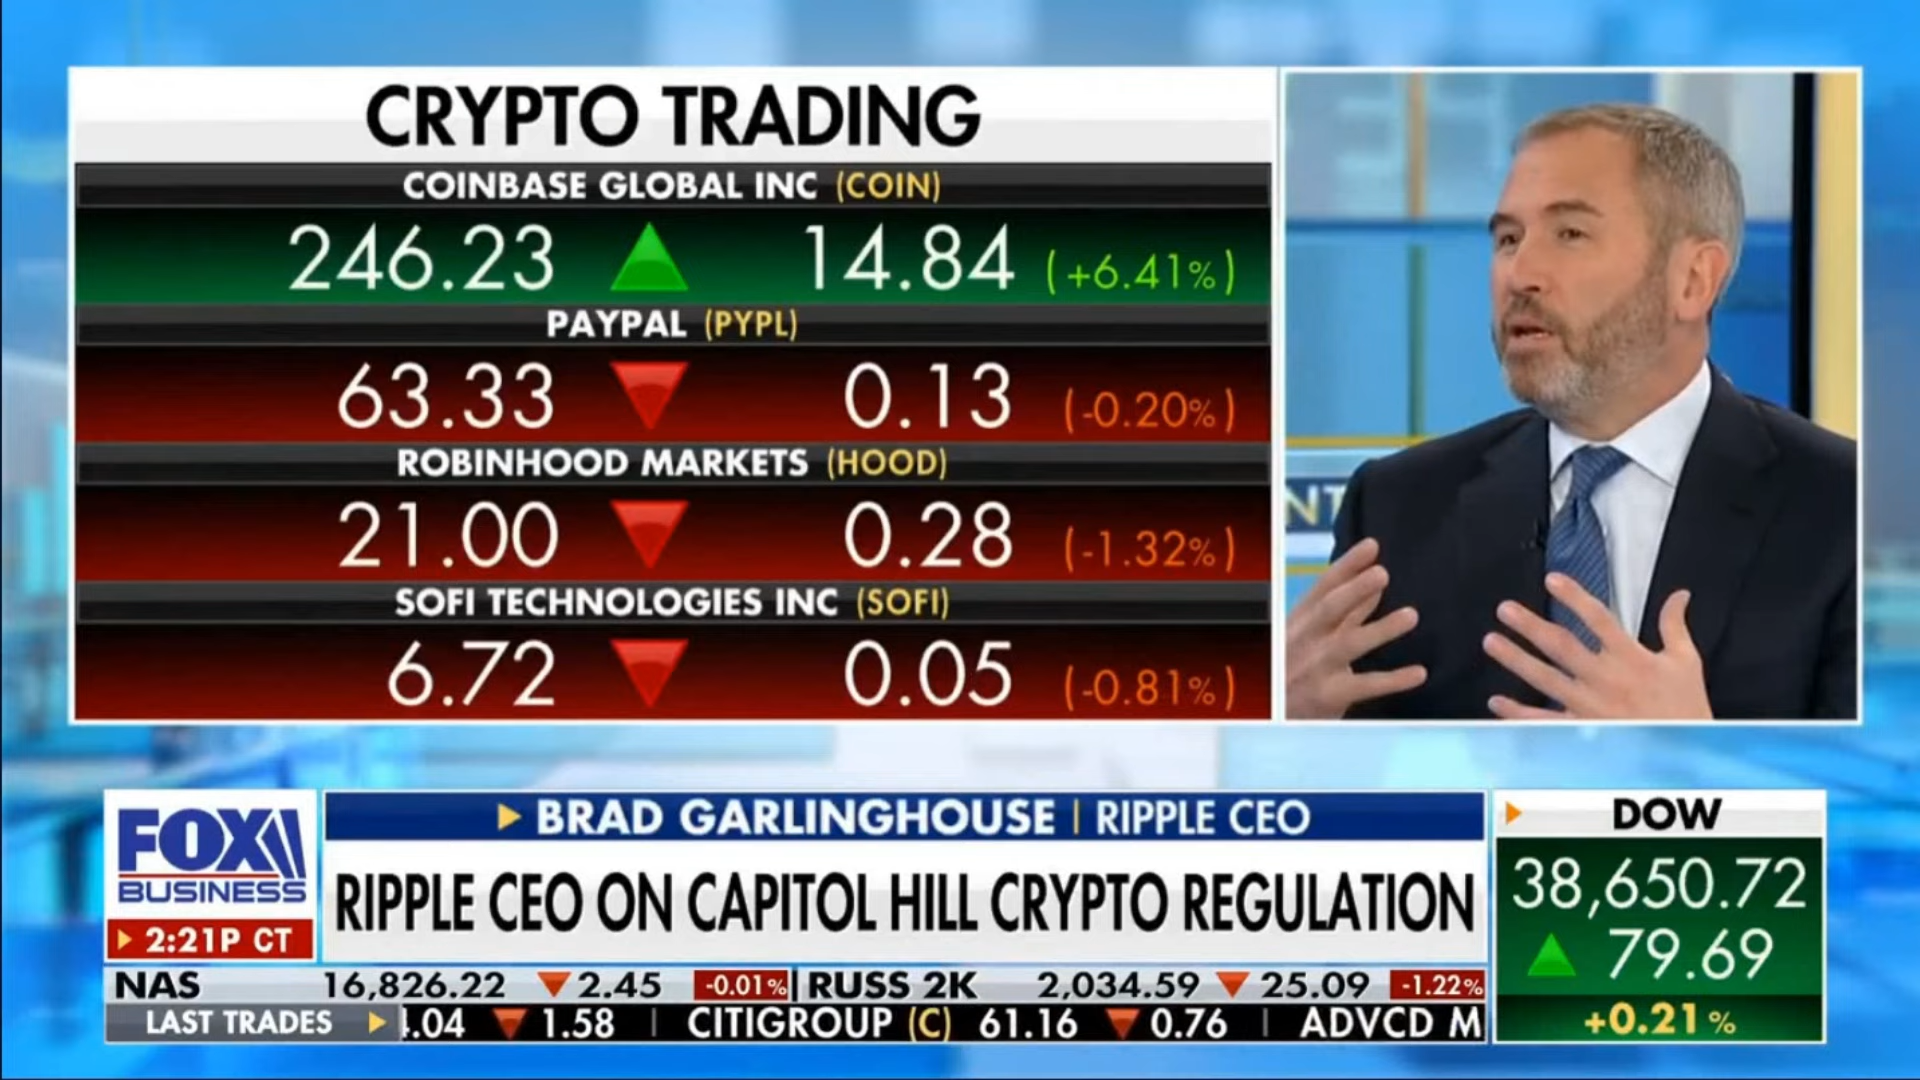 CRYPTO TRADING
COINBASE GLOBAL INC (COIN)
246.23 ▲ 14.84 (+6.41%)
PAYPAL (PYPL)
63.33 ▼ 0.13 (-0.20%)
ROBINHOOD MARKETS (HOOD)
21.00 ▼ 0.28 (-1.32%)
SOFI TECHNOLOGIES INC (SOFI)
6.72 ▼ 0.05 (-0.81%)
NT
BRAD GARLINGHOUSE | RIPPLE CEO
RIPPLE CEO ON CAPITOL HILL CRYPTO REGULATION
FOX
BUSINESS
2:21P CT
DOW
38,650.72
▲ 79.69
+0.21%
NAS 16,826.22 ▼ 2.45 -0.01% RUSS 2K 2,034.59 ▼ 25.09 -1.22%
LAST TRADES .04 ▼ 1.58 | CITIGROUP (C) 61.16 ▼ 0.76 | ADVCD M